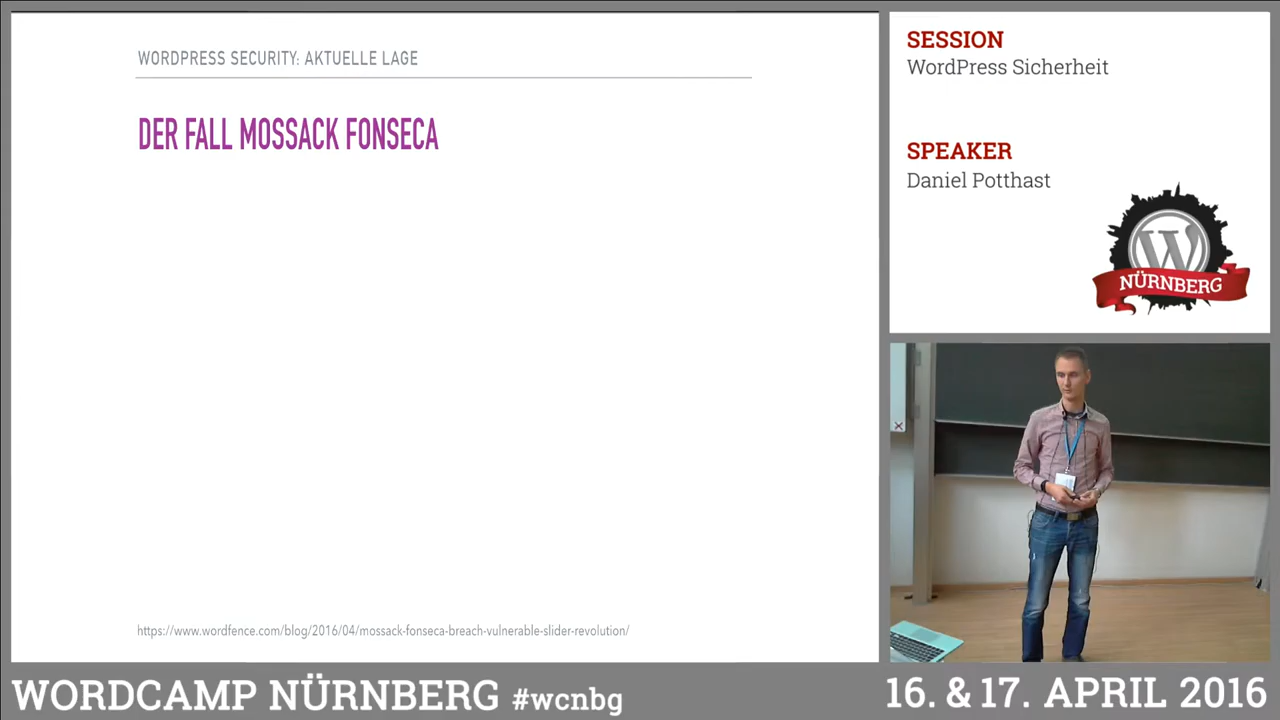 WORDPRESS SECURITY: AKTUELLE LAGE
DER FALL MOSSACK FONSECA
https://www.wordfence.com/blog/2016/04/mossack-fonseca-breach-vulnerable-slider-revolution/
SESSION
WordPress Sicherheit
SPEAKER
Daniel Potthast
W
NÜRNBERG
WORDCAMP NÜRNBERG #wcnbg
16. & 17. APRIL 2016